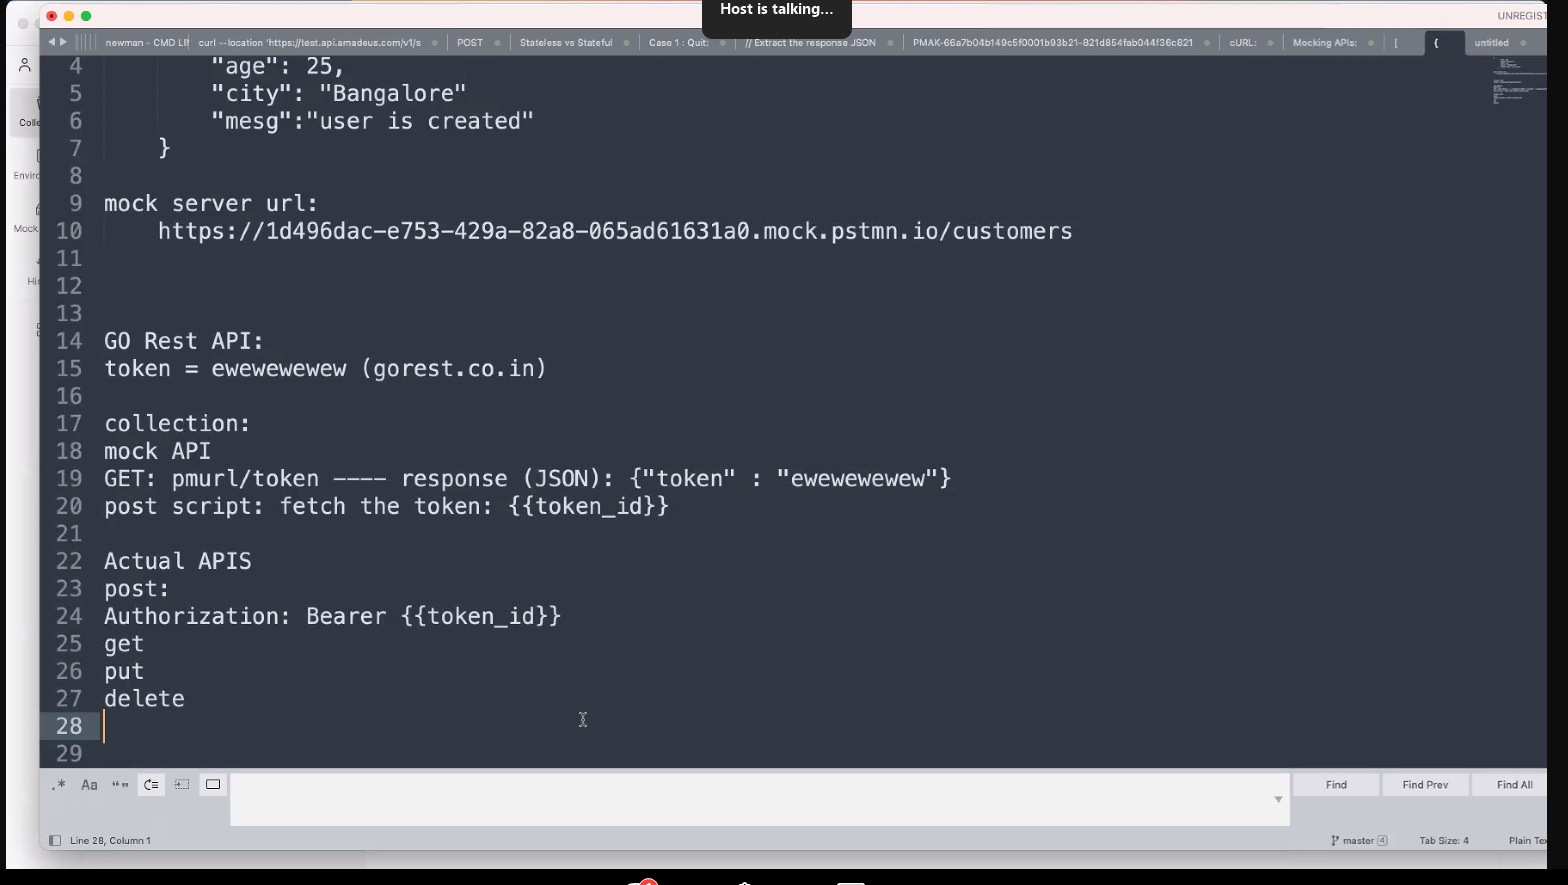 Host is talking...
UNREGIST
newman - CMD LIN
curl --location 'https://test.api.amadeus.com/v1/s
POST
Stateless vs Stateful
Case 1 : Quit:
// Extract the response JSON
PMAK-66a7b04b149c5f0001b93b21-821d854fab044f36c821
cURL:
Mocking APIs:
[
{
untitled
4 "age": 25,
5 "city": "Bangalore"
6 "mesg":"user is created"
7 }
8
9 mock server url:
10 https://1d496dac-e753-429a-82a8-065ad61631a0.mock.pstmn.io/customers
11
12
13
14 GO Rest API:
15 token = ewewewewew (gorest.co.in)
16
17 collection:
18 mock API
19 GET: pmurl/token ---- response (JSON): {"token" : "ewewewewew"}
20 post script: fetch the token: {{token_id}}
21
22 Actual APIS
23 post:
24 Authorization: Bearer {{token_id}}
25 get
26 put
27 delete
28
29
Colle
Environ
Mock
His
.* Aa “”
Find
Find Prev
Find All
Line 28, Column 1
master 4
Tab Size: 4
Plain Tex